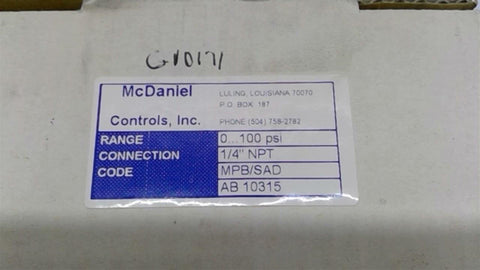 G10171
McDaniel LULING, LOUISIANA 70070
P.O. BOX 187
Controls, Inc. PHONE (504) 758-2782
RANGE 0...100 psi
CONNECTION 1/4" NPT
CODE MPB/SAD
AB 10315